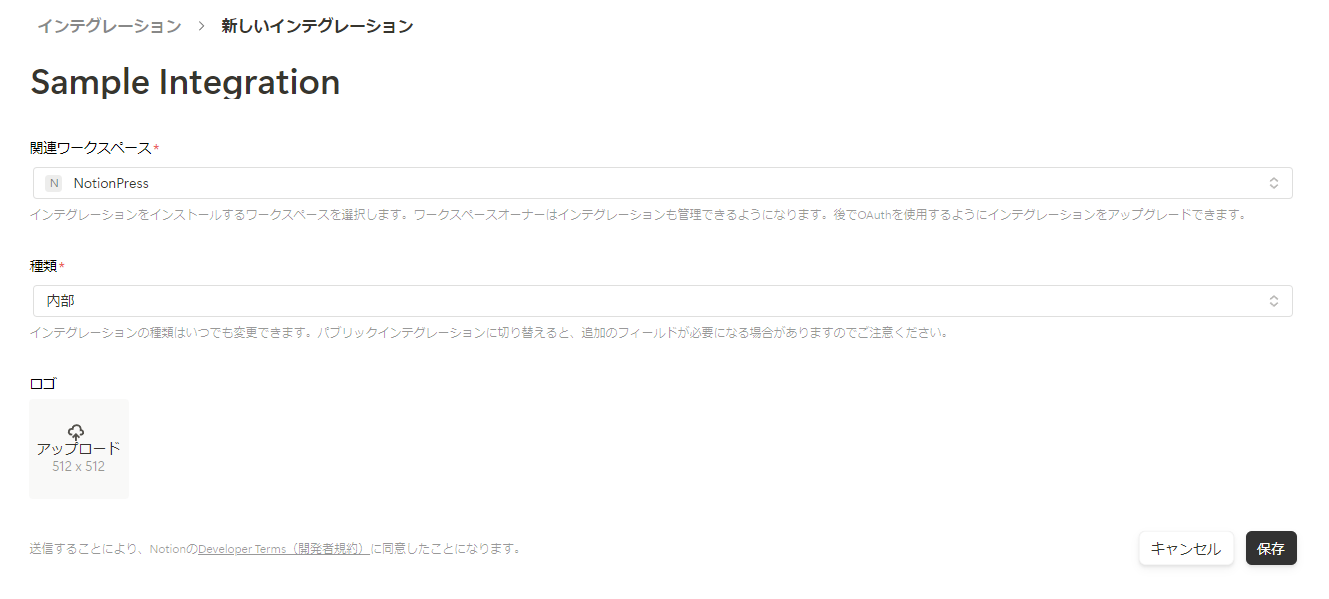 インテグレーション > 新しいインテグレーション
Sample Integration
関連ワークスペース*
N NotionPress
インテグレーションをインストールするワークスペースを選択します。ワークスペースオーナーはインテグレーションも管理できるようになります。後でOAuthを使用するようにインテグレーションをアップグレードできます。
種類*
内部
インテグレーションの種類はいつでも変更できます。パブリックインテグレーションに切り替えると、追加のフィールドが必要になる場合がありますのでご注意ください。
ロゴ
アップロード
512 x 512
送信することにより、NotionのDeveloper Terms（開発者規約）に同意したことになります。
キャンセル
保存